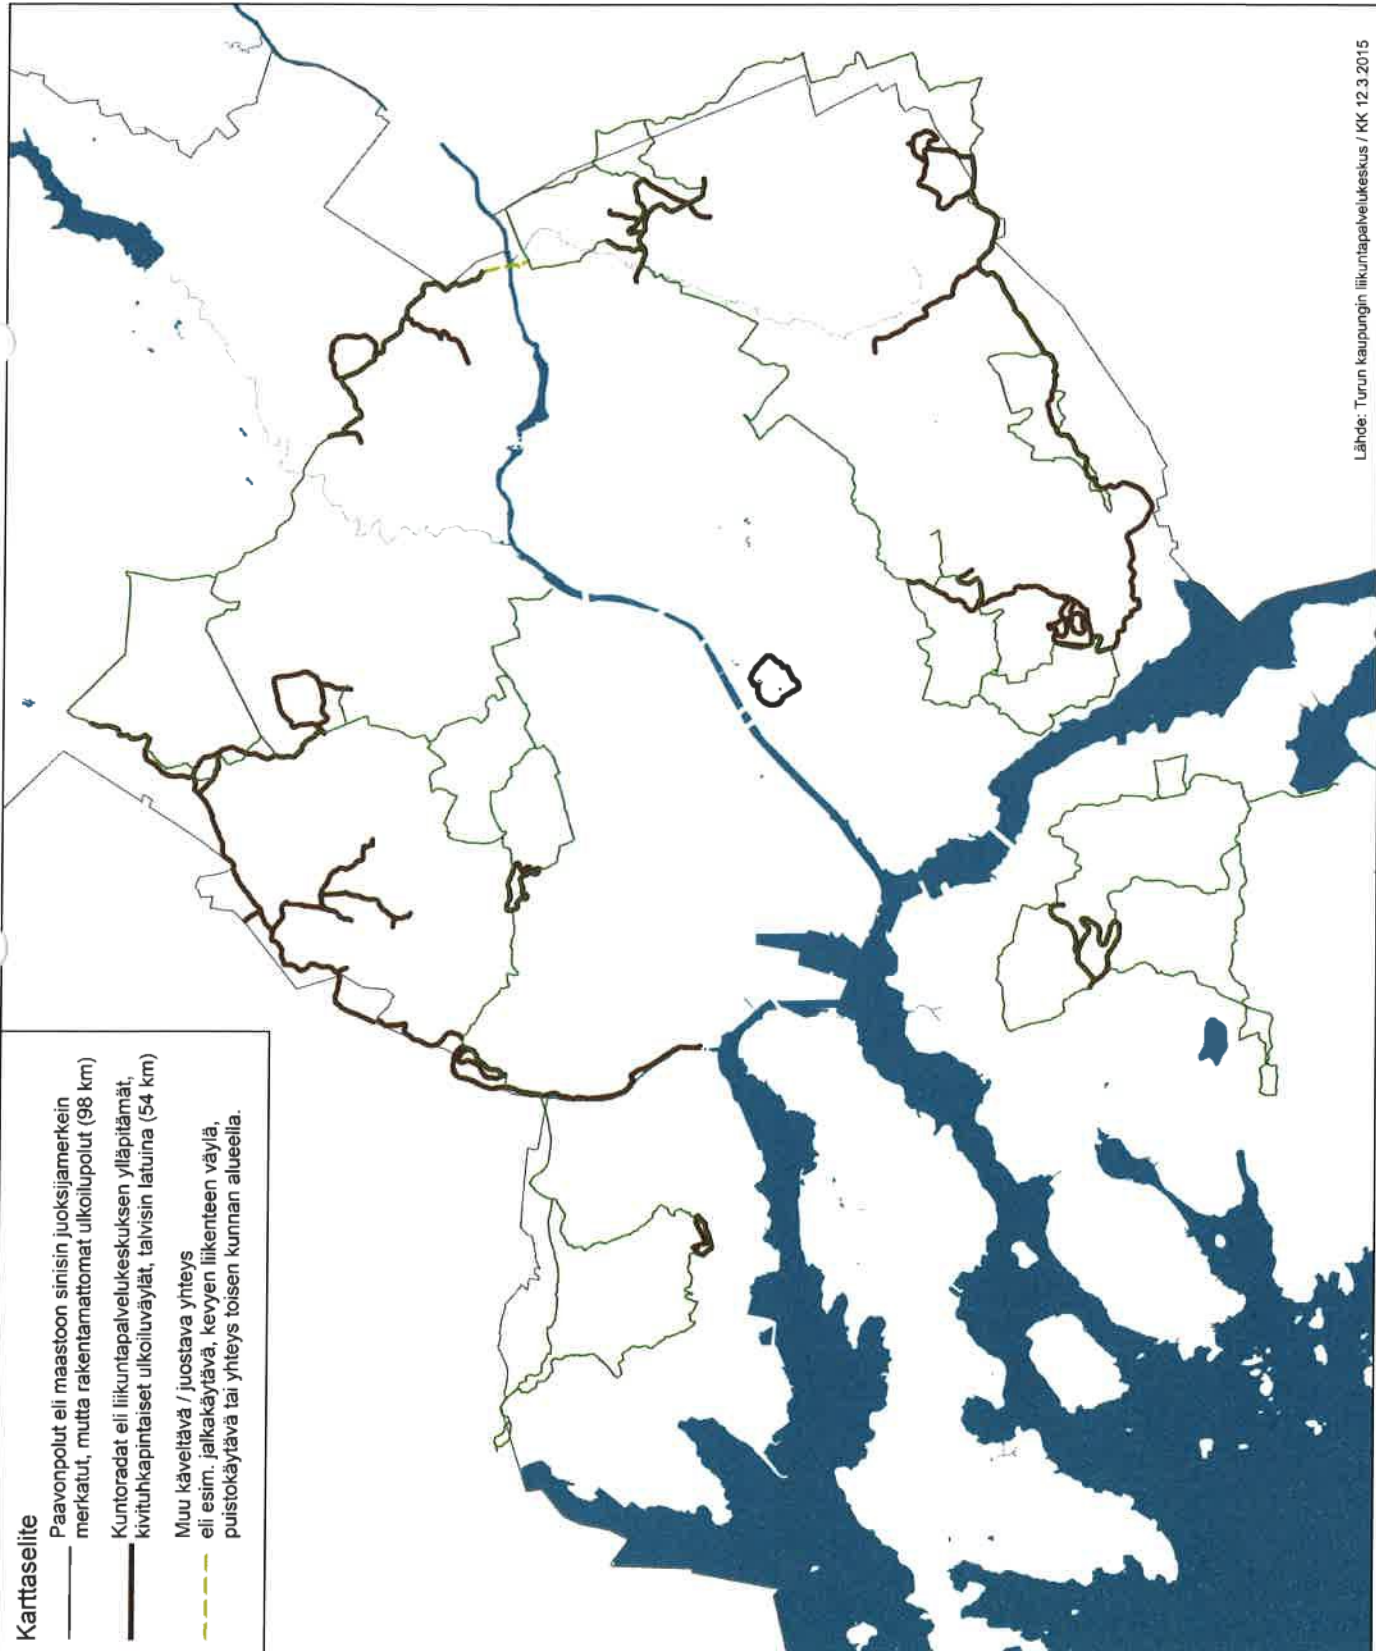 Karttaselite
Paavonpolut eli maastoon sinisin juoksijamerkein
merkatut, mutta rakentamattomat ulkoilupolut (98 km)
Kuntoradat eli liikuntapalvelukeskuksen ylläpitämät,
kivituhkapintaiset ulkoiluväylät, talvisin latuina (54 km)
Muu käveltävä / juostava yhteys
eli esim. jalkakäytävä, kevyen liikenteen väylä,
puistokäytävä tai yhteys toisen kunnan alueella.
Lähde: Turun kaupungin liikuntapalvelukeskus / KK 12.3.2015